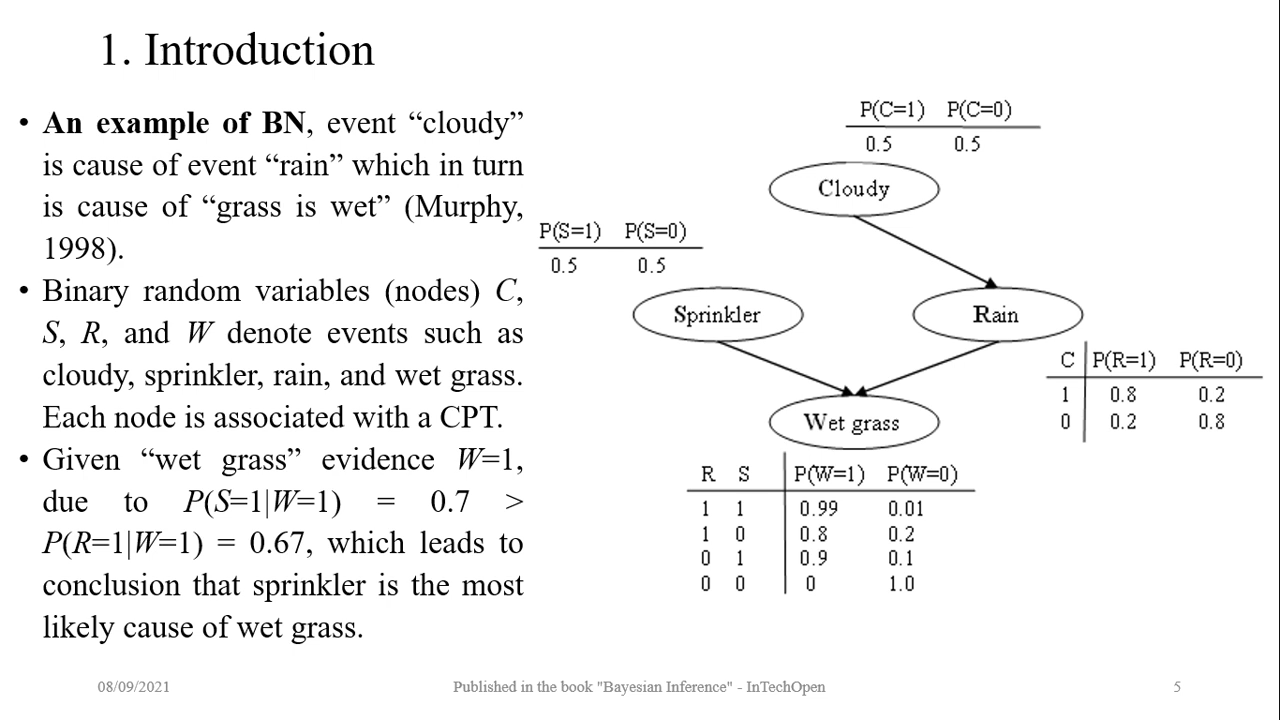 1. Introduction
• An example of BN, event “cloudy”
is cause of event “rain” which in turn
is cause of “grass is wet” (Murphy,
1998).
• Binary random variables (nodes) C,
S, R, and W denote events such as
cloudy, sprinkler, rain, and wet grass.
Each node is associated with a CPT.
• Given “wet grass” evidence W=1,
due to P(S=1|W=1) = 0.7 >
P(R=1|W=1) = 0.67, which leads to
conclusion that sprinkler is the most
likely cause of wet grass.
P(C=1) P(C=0)
0.5 0.5
Cloudy
P(S=1) P(S=0)
0.5 0.5
Sprinkler
Rain
C P(R=1) P(R=0)
1 0.8 0.2
0 0.2 0.8
Wet grass
R S P(W=1) P(W=0)
1 1 0.99 0.01
1 0 0.8 0.2
0 1 0.9 0.1
0 0 0 1.0
08/09/2021
Published in the book "Bayesian Inference" - InTechOpen
5